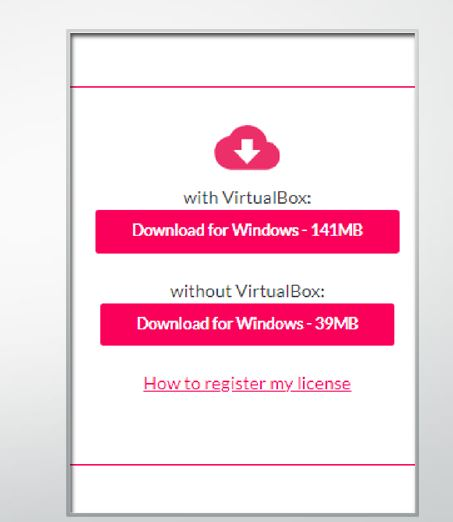 with VirtualBox:
Download for Windows - 141MB
without VirtualBox:
Download for Windows - 39MB
How to register my license